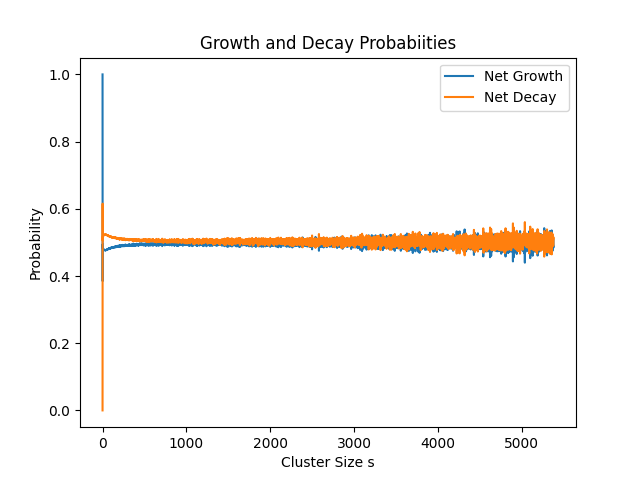 Growth and Decay Probabiities
Net Growth
Net Decay
1.0
0.8
0.6
0.4
0.2
0.0
Probability
0 1000 2000 3000 4000 5000
Cluster Size s